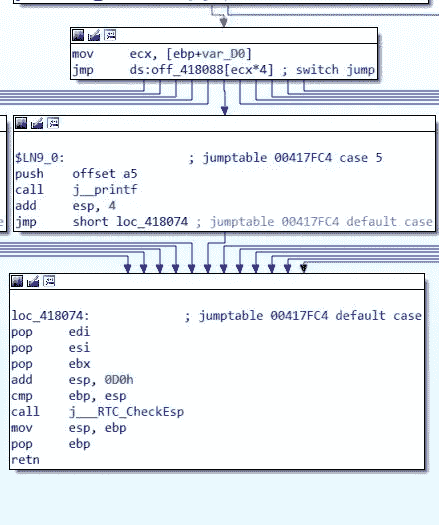 mov ecx, [ebp+var_D0]
jmp ds:off_418088[ecx*4] ; switch jump
$LN9_0: ; jumptable 00417FC4 case 5
push offset a5
call j__printf
add esp, 4
jmp short loc_418074 ; jumptable 00417FC4 default case
loc_418074: ; jumptable 00417FC4 default case
pop edi
pop esi
pop ebx
add esp, 0D0h
cmp ebp, esp
call j___RTC_CheckEsp
mov esp, ebp
pop ebp
retn